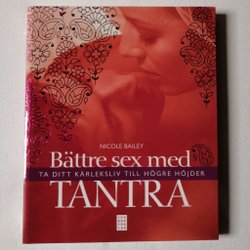 NICOLE BAILEY
Bättre sex med
TA DITT KÄRLEKSLIV TILL HÖGRE HÖJDER
TANTRA